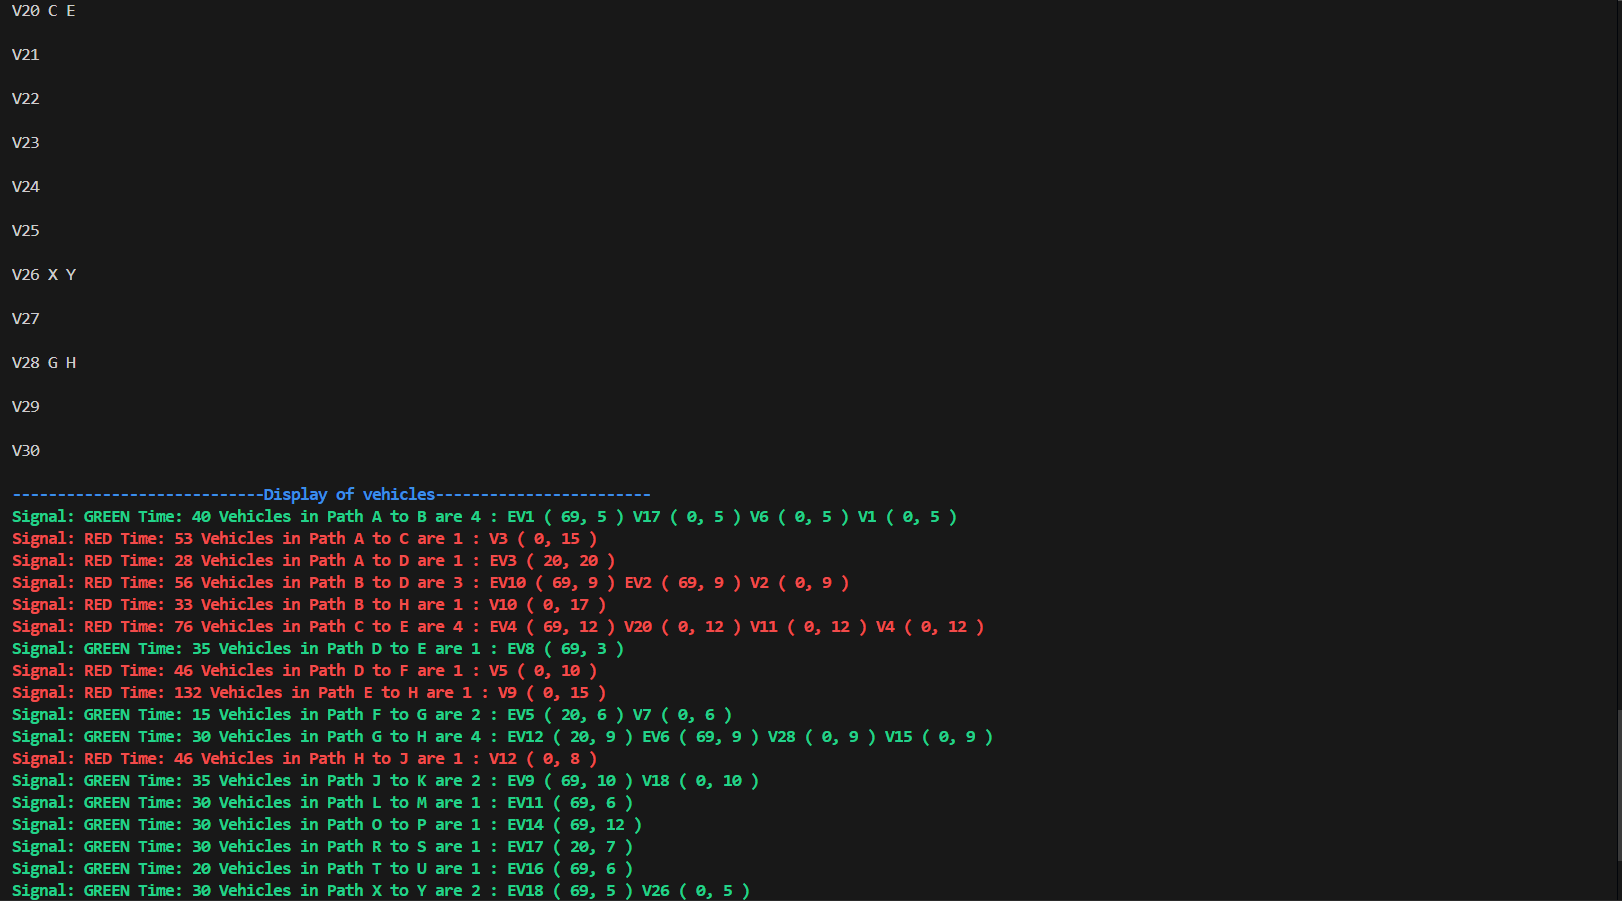 V20 C E
V21
V22
V23
V24
V25
V26 X Y
V27
V28 G H
V29
V30
----------------------------Display of vehicles------------------------
Signal: GREEN Time: 40 Vehicles in Path A to B are 4 : EV1 ( 69, 5 ) V17 ( 0, 5 ) V6 ( 0, 5 ) V1 ( 0, 5 )
Signal: RED Time: 53 Vehicles in Path A to C are 1 : V3 ( 0, 15 )
Signal: RED Time: 28 Vehicles in Path A to D are 1 : EV3 ( 20, 20 )
Signal: RED Time: 56 Vehicles in Path B to D are 3 : EV10 ( 69, 9 ) EV2 ( 69, 9 ) V2 ( 0, 9 )
Signal: RED Time: 33 Vehicles in Path B to H are 1 : V10 ( 0, 17 )
Signal: RED Time: 76 Vehicles in Path C to E are 4 : EV4 ( 69, 12 ) V20 ( 0, 12 ) V11 ( 0, 12 ) V4 ( 0, 12 )
Signal: GREEN Time: 35 Vehicles in Path D to E are 1 : EV8 ( 69, 3 )
Signal: RED Time: 46 Vehicles in Path D to F are 1 : V5 ( 0, 10 )
Signal: RED Time: 132 Vehicles in Path E to H are 1 : V9 ( 0, 15 )
Signal: GREEN Time: 15 Vehicles in Path F to G are 2 : EV5 ( 20, 6 ) V7 ( 0, 6 )
Signal: GREEN Time: 30 Vehicles in Path G to H are 4 : EV12 ( 20, 9 ) EV6 ( 69, 9 ) V28 ( 0, 9 ) V15 ( 0, 9 )
Signal: RED Time: 46 Vehicles in Path H to J are 1 : V12 ( 0, 8 )
Signal: GREEN Time: 35 Vehicles in Path J to K are 2 : EV9 ( 69, 10 ) V18 ( 0, 10 )
Signal: GREEN Time: 30 Vehicles in Path L to M are 1 : EV11 ( 69, 6 )
Signal: GREEN Time: 30 Vehicles in Path O to P are 1 : EV14 ( 69, 12 )
Signal: GREEN Time: 30 Vehicles in Path R to S are 1 : EV17 ( 20, 7 )
Signal: GREEN Time: 20 Vehicles in Path T to U are 1 : EV16 ( 69, 6 )
Signal: GREEN Time: 30 Vehicles in Path X to Y are 2 : EV18 ( 69, 5 ) V26 ( 0, 5 )